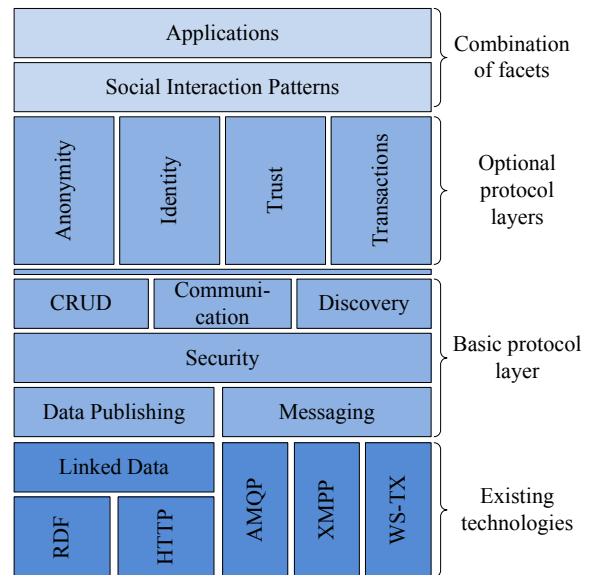 Applications
Social Interaction Patterns
Combination
of facets
Anonymity
Identity
Trust
Transactions
Optional
protocol
layers
CRUD
Communi-
cation
Discovery
Security
Data Publishing
Messaging
Basic protocol
layer
Linked Data
RDF
HTTP
AMQP
XMPP
WS-TX
Existing
technologies